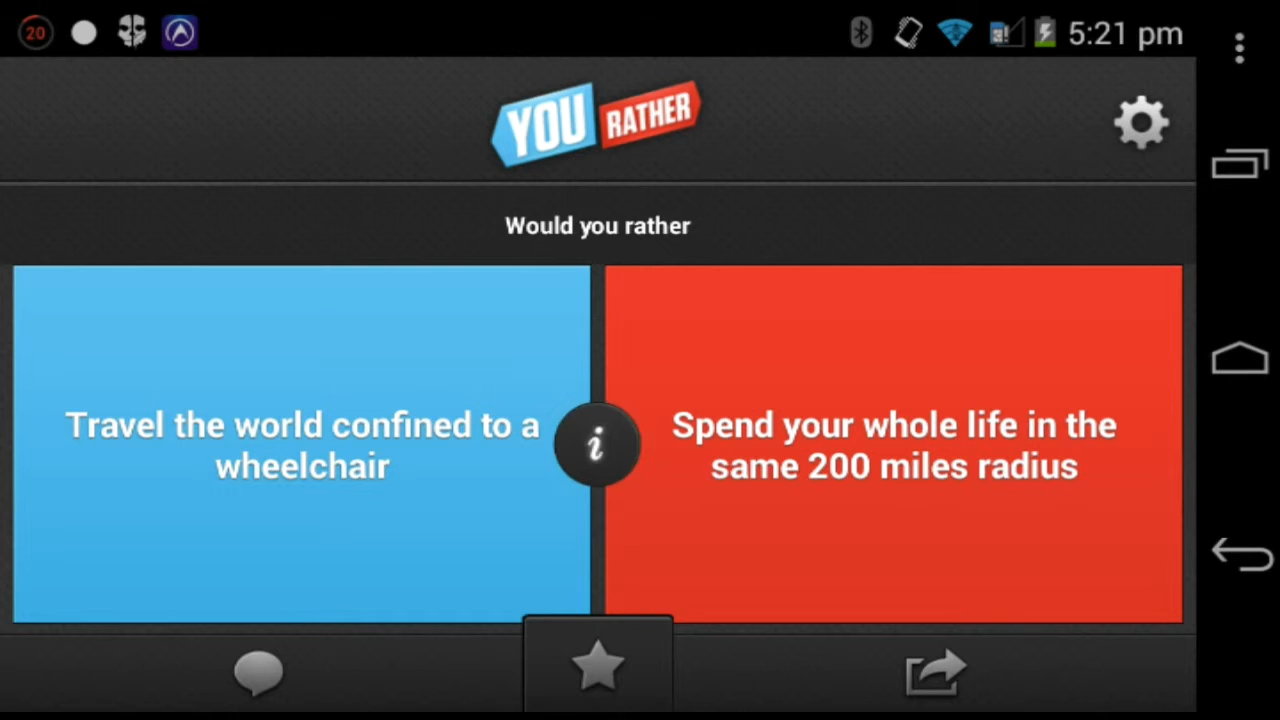 20
3!
5:21 pm
YOU RATHER
Would you rather
Travel the world confined to a
wheelchair
i
Spend your whole life in the
same 200 miles radius